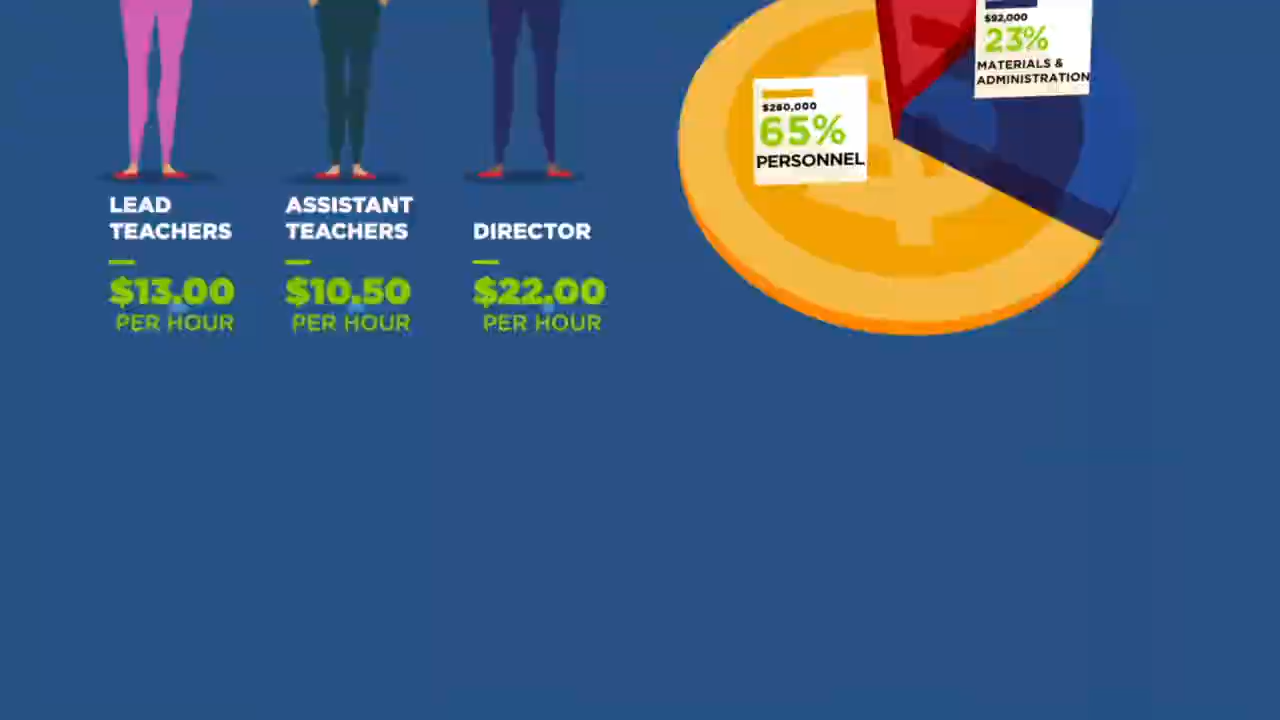 LEAD
TEACHERS
$13.00
PER HOUR
ASSISTANT
TEACHERS
$10.50
PER HOUR
DIRECTOR
$22.00
PER HOUR
$260,000
65%
PERSONNEL
$92,000
23%
MATERIALS &
ADMINISTRATION